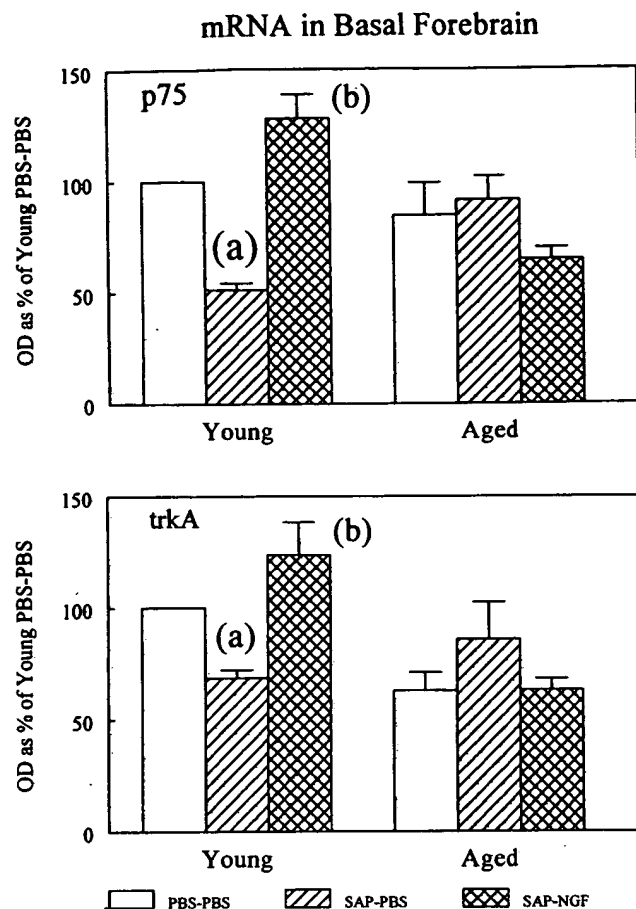 mRNA in Basal Forebrain
OD as % of Young PBS-PBS
150
100
50
0
p75
(a)
(b)
Young
Aged
OD as % of Young PBS-PBS
150
100
50
0
trkA
(a)
(b)
Young
Aged
PBS-PBS
SAP-PBS
SAP-NGF